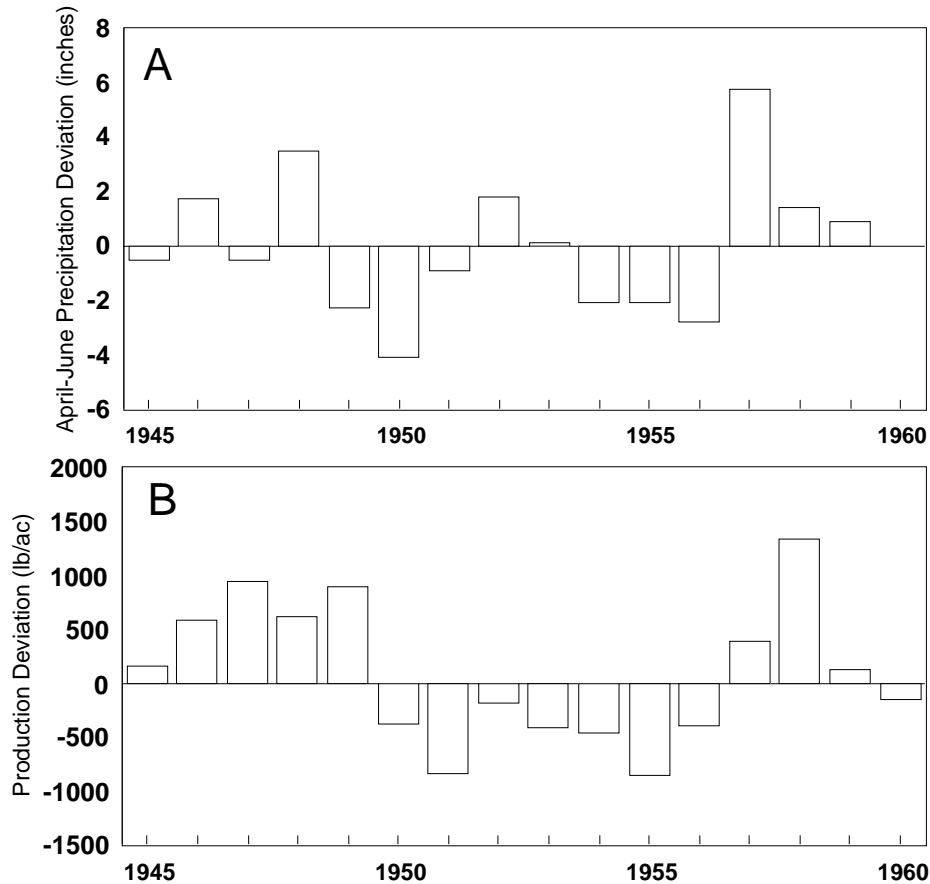 A
April-June Precipitation Deviation (inches)
8
6
4
2
0
-2
-4
-6
1945 1950 1955 1960
B
Production Deviation (lb/ac)
2000
1500
1000
500
0
-500
-1000
-1500
1945 1950 1955 1960